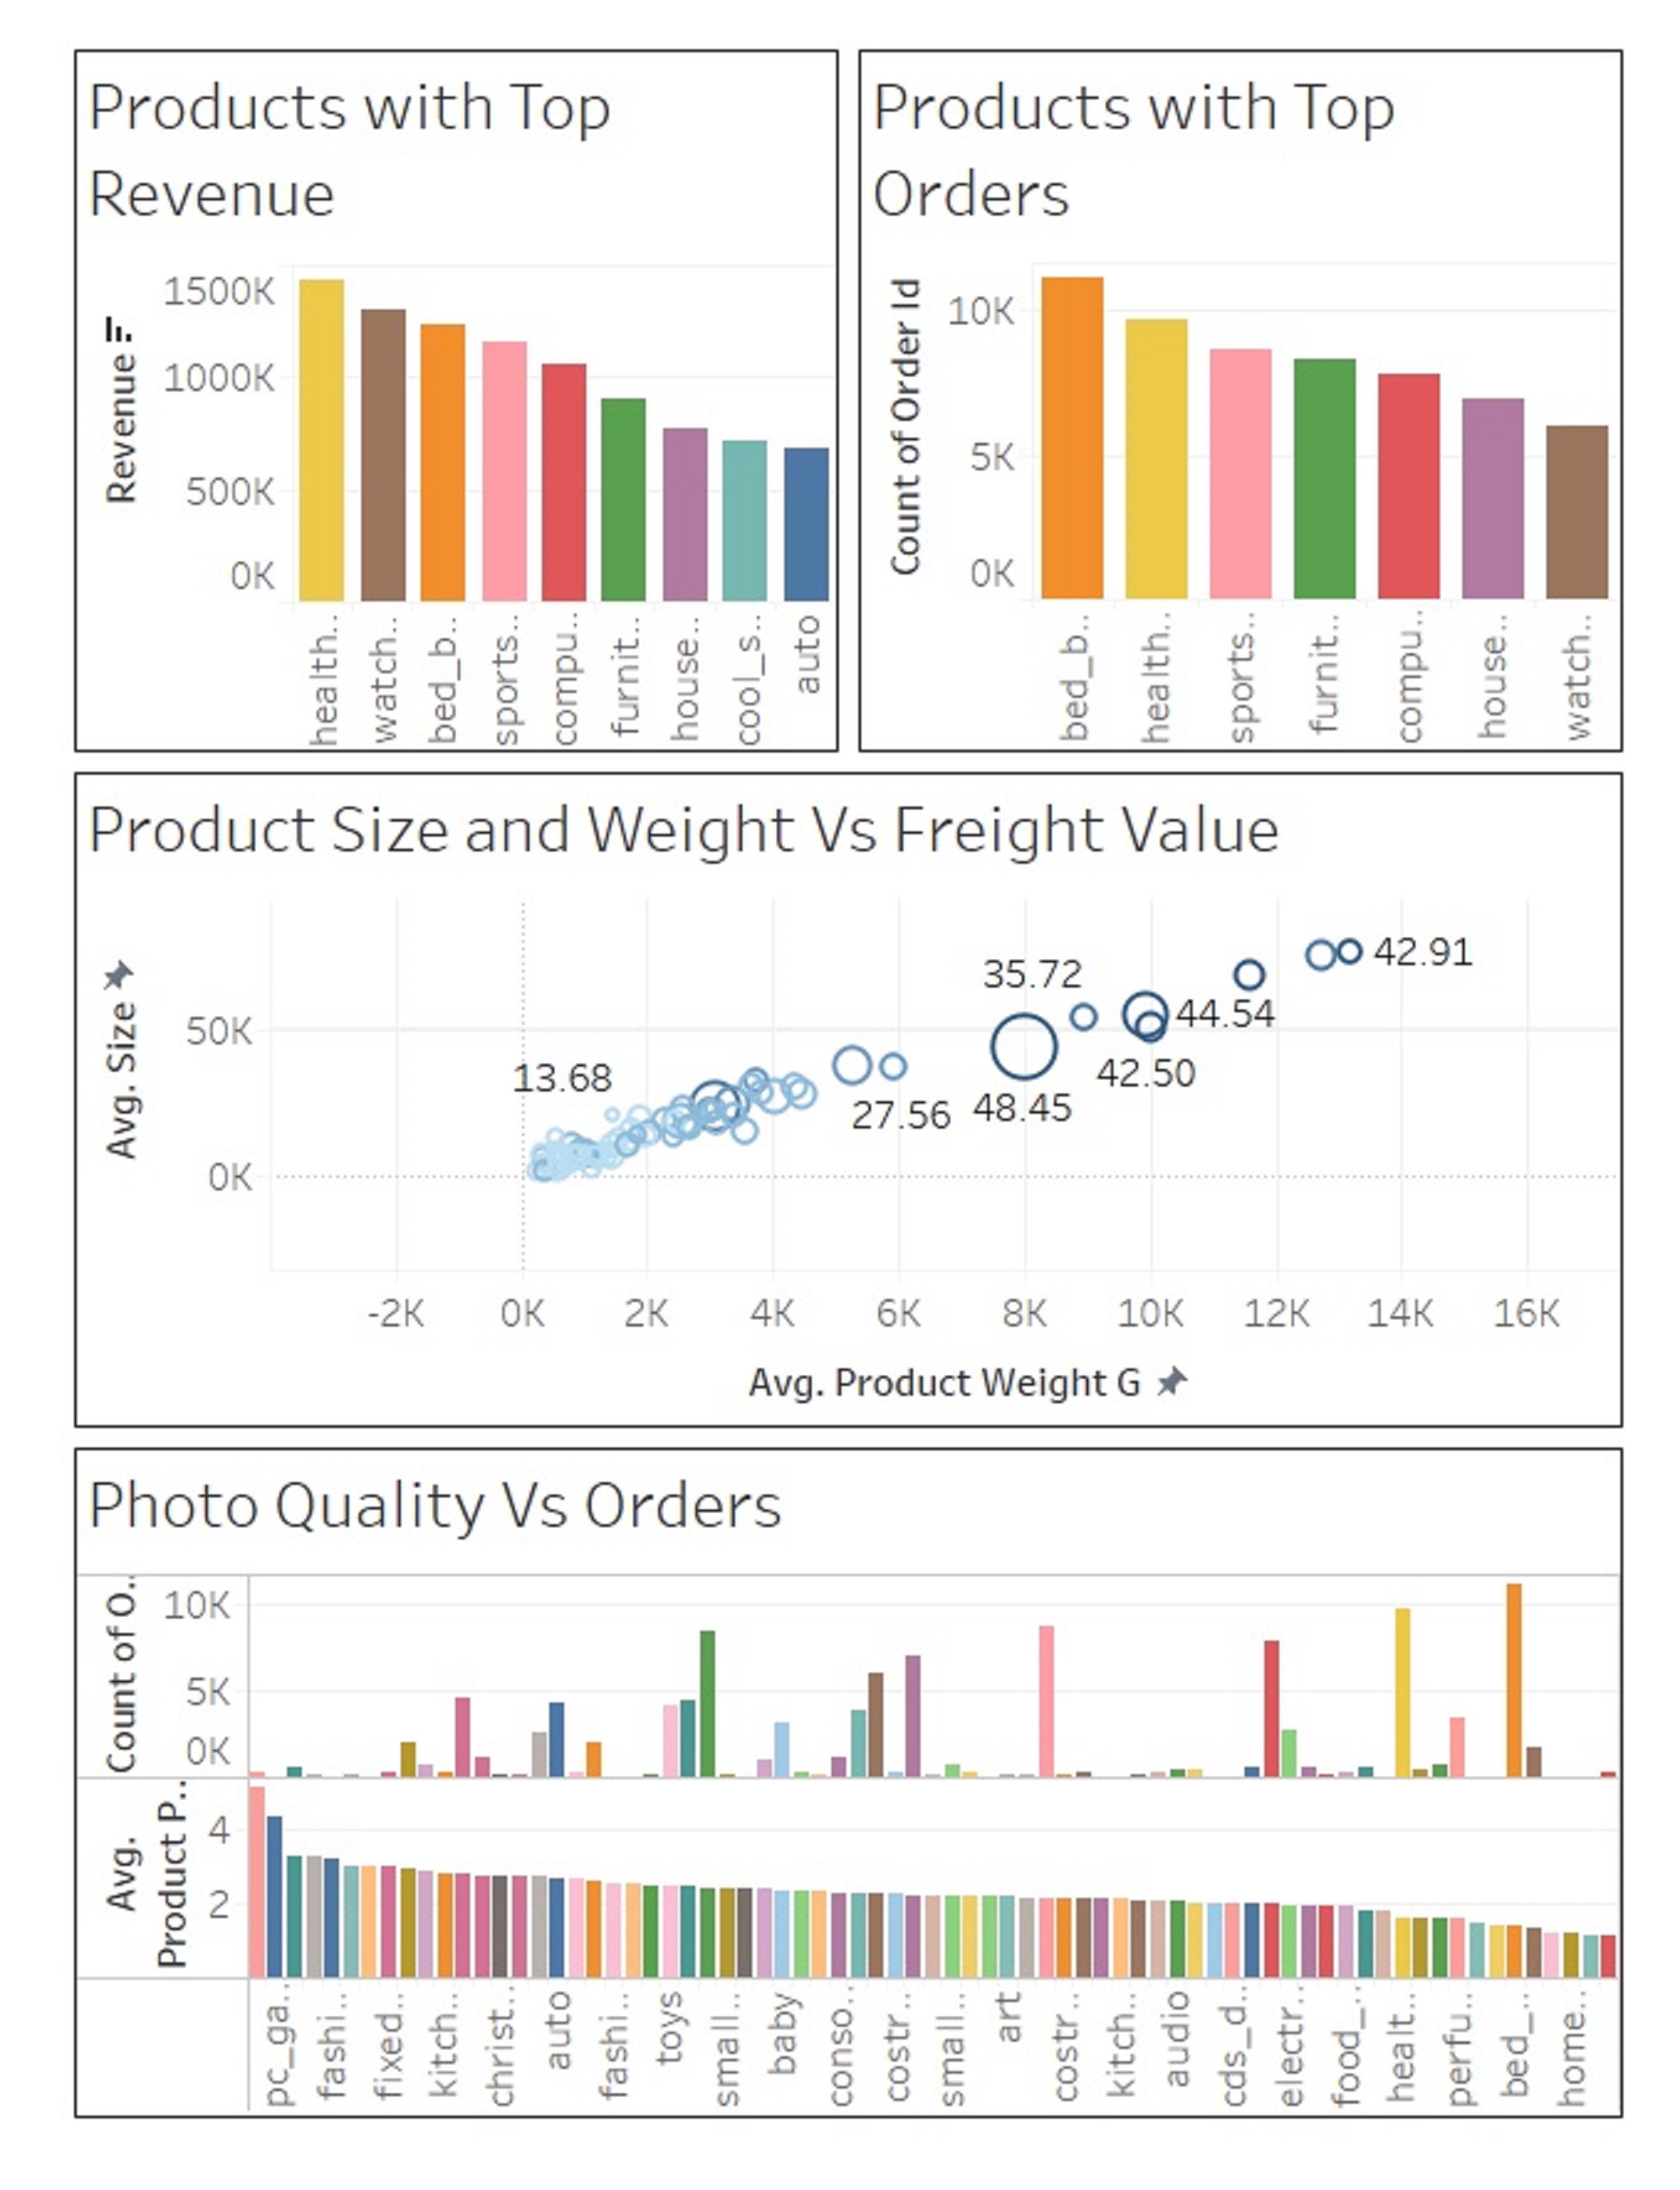 Products with Top
Revenue
Revenue
1500K
1000K
500K
0K
health..
watch..
bed_b..
sports..
compu..
furnit..
house..
cool_s..
auto
Products with Top
Orders
Count of Order Id
10K
5K
0K
bed_b..
health..
sports..
furnit..
compu..
house..
watch..
Product Size and Weight Vs Freight Value
Avg. Size
50K
0K
13.68
35.72
42.91
44.54
42.50
27.56
48.45
-2K
0K
2K
4K
6K
8K
10K
12K
14K
16K
Avg. Product Weight G
Photo Quality Vs Orders
Count of O..
10K
5K
0K
Avg.
Product P..
4
2
pc_ga..
fashi..
fixed..
kitch..
christ..
auto
fashi..
toys
small..
baby
conso..
costr..
small..
art
costr..
kitch..
audio
cds_d..
electr..
food_..
healt..
perfu..
bed_..
home..